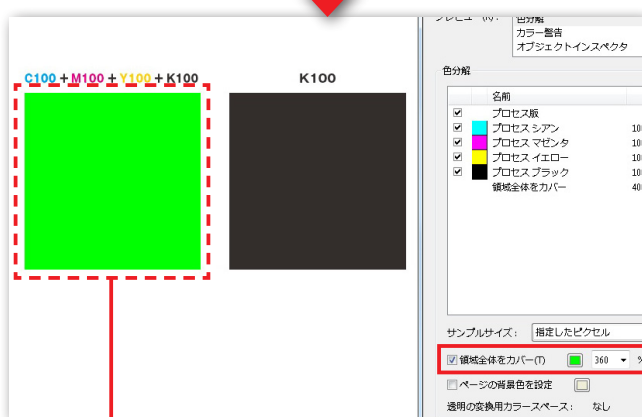 プレビュー (R): 色分解
カラー警告
オブジェクトインスペクタ
C100 + M100 + Y100 + K100
K100
色分解
名前
プロセス版
プロセス シアン
プロセス マゼンタ
プロセス イエロー
プロセス ブラック
領域全体をカバー
サンプルサイズ: 指定したピクセル
領域全体をカバー(T) 360 %
ページの背景色を設定
透明の変換用カラースペース: なし